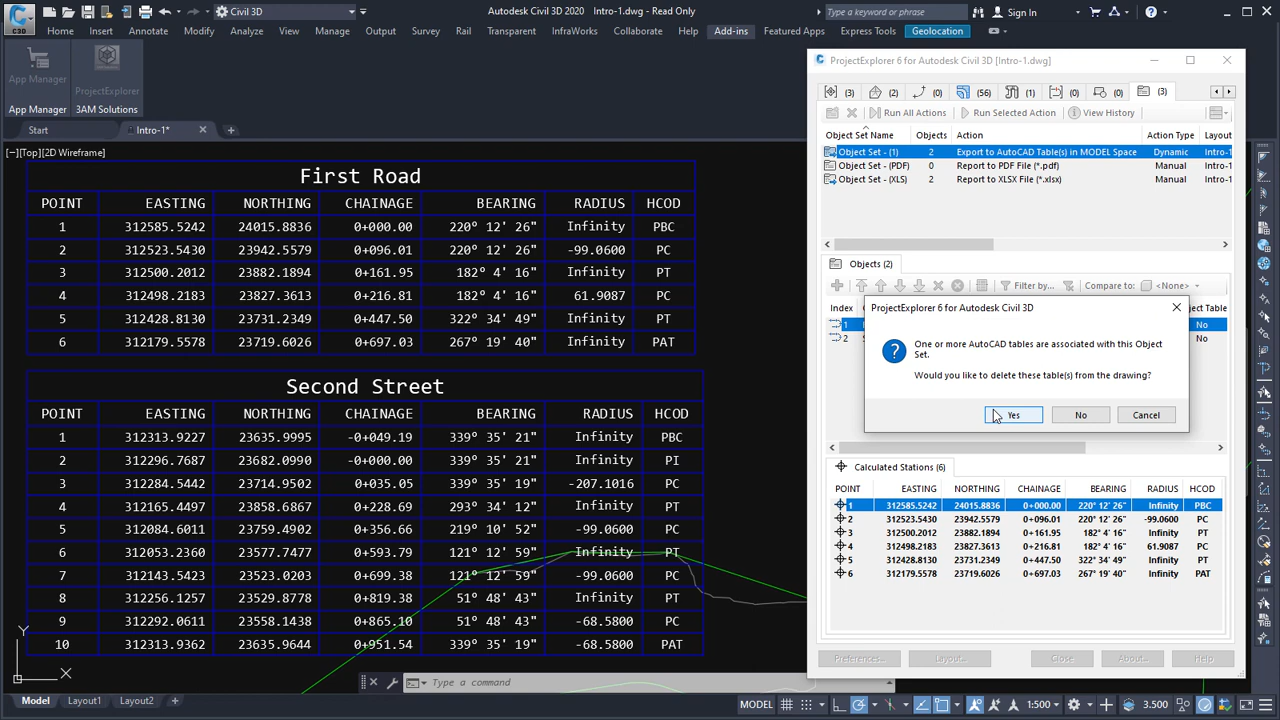 C3D
Civil 3D
Autodesk Civil 3D 2020 Intro-1.dwg - Read Only
Type a keyword or phrase
Sign In
Home Insert Annotate Modify Analyze View Manage Output Survey Rail Transparent InfraWorks Collaborate Help Add-ins Featured Apps Express Tools Geolocation
App Manager
ProjectExplorer
App Manager
3AM Solutions
Start
Intro-1*
[−][Top][2D Wireframe]
First Road
POINT EASTING NORTHING CHAINAGE BEARING RADIUS HCOD
1 312585.5242 24015.8836 0+000.00 220° 12' 26" Infinity PBC
2 312523.5430 23942.5579 0+096.01 220° 12' 26" -99.0600 PC
3 312500.2012 23882.1894 0+161.95 182° 4' 16" Infinity PT
4 312498.2183 23827.3613 0+216.81 182° 4' 16" 61.9087 PC
5 312428.8130 23731.2349 0+447.50 322° 34' 49" Infinity PT
6 312179.5578 23719.6026 0+697.03 267° 19' 40" Infinity PAT
Second Street
POINT EASTING NORTHING CHAINAGE BEARING RADIUS HCOD
1 312313.9227 23635.9995 -0+049.19 339° 35' 21" Infinity PBC
2 312296.7687 23682.0990 -0+000.00 339° 35' 21" Infinity PI
3 312284.5442 23714.9502 0+035.05 339° 35' 19" -207.1016 PC
4 312165.4497 23858.6867 0+228.69 293° 34' 12" Infinity PT
5 312084.6011 23759.4902 0+356.66 219° 10' 52" -99.0600 PC
6 312053.2360 23577.7477 0+593.79 121° 12' 59" Infinity PT
7 312143.5423 23523.0203 0+699.38 121° 12' 59" -99.0600 PC
8 312256.1257 23529.8778 0+819.38 51° 48' 43" Infinity PT
9 312292.0611 23558.1438 0+865.10 51° 48' 43" -68.5800 PC
10 312313.9362 23635.9644 0+951.54 339° 35' 19" -68.5800 PAT
Y
X
Type a command
Model Layout1 Layout2
MODEL
1:500
3.500
ProjectExplorer 6 for Autodesk Civil 3D [Intro-1.dwg]
(3) (2) (0) (56) (1) (0) (0) (3)
Run All Actions Run Selected Action View History
Object Set Name Objects Action Action Type Layout
Object Set - (1) 2 Export to AutoCAD Table(s) in MODEL Space Dynamic Intro-1
Object Set - (PDF) 0 Report to PDF File (*.pdf) Manual Intro-1
Object Set - (XLS) 2 Report to XLSX File (*.xlsx) Manual Intro-1
Objects (2)
Filter by... Compare to: <None>
Index
1 No
2 No
ProjectExplorer 6 for Autodesk Civil 3D
One or more AutoCAD tables are associated with this Object
Set.
Would you like to delete these table(s) from the drawing?
Yes No Cancel
Calculated Stations (6)
POINT EASTING NORTHING CHAINAGE BEARING RADIUS HCOD
1 312585.5242 24015.8836 0+000.00 220° 12' 26" Infinity PBC
2 312523.5430 23942.5579 0+096.01 220° 12' 26" -99.0600 PC
3 312500.2012 23882.1894 0+161.95 182° 4' 16" Infinity PT
4 312498.2183 23827.3613 0+216.81 182° 4' 16" 61.9087 PC
5 312428.8130 23731.2349 0+447.50 322° 34' 49" Infinity PT
6 312179.5578 23719.6026 0+697.03 267° 19' 40" Infinity PAT
Preferences... Layout... Close About... Help